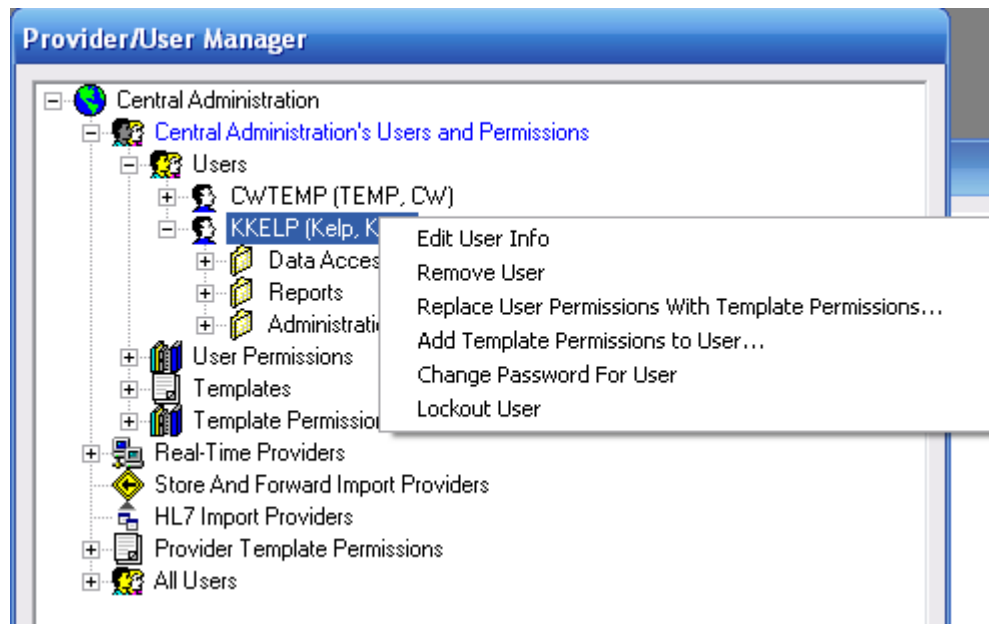 Provider/User Manager
Central Administration
Central Administration's Users and Permissions
Users
CWTEMP (TEMP, CW)
KKELP (Kelp, K
Data Acces
Reports
Administrati
User Permissions
Templates
Template Permission
Real-Time Providers
Store And Forward Import Providers
HL7 Import Providers
Provider Template Permissions
All Users
Edit User Info
Remove User
Replace User Permissions With Template Permissions...
Add Template Permissions to User...
Change Password For User
Lockout User